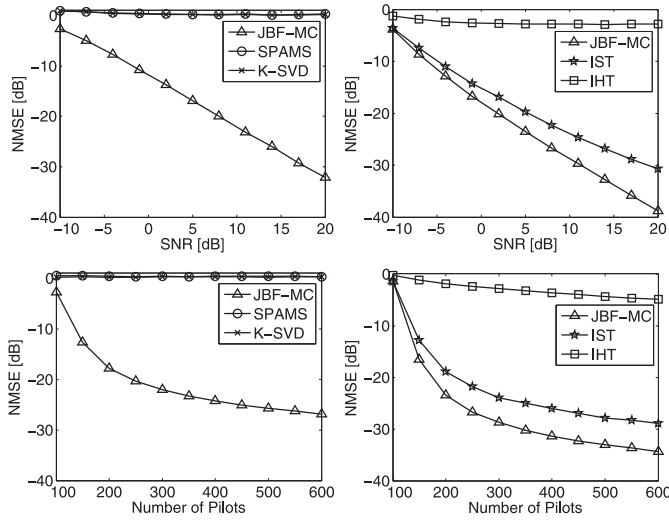 0
−10
−20
−30
−40
NMSE [dB]
−10
−5
0
5
10
15
20
SNR [dB]
JBF−MC
SPAMS
K−SVD
0
−10
−20
−30
−40
NMSE [dB]
−10
−5
0
5
10
15
20
SNR [dB]
JBF−MC
IST
IHT
0
−10
−20
−30
−40
NMSE [dB]
100
200
300
400
500
600
Number of Pilots
JBF−MC
SPAMS
K−SVD
0
−10
−20
−30
−40
NMSE [dB]
100
200
300
400
500
600
Number of Pilots
JBF−MC
IST
IHT